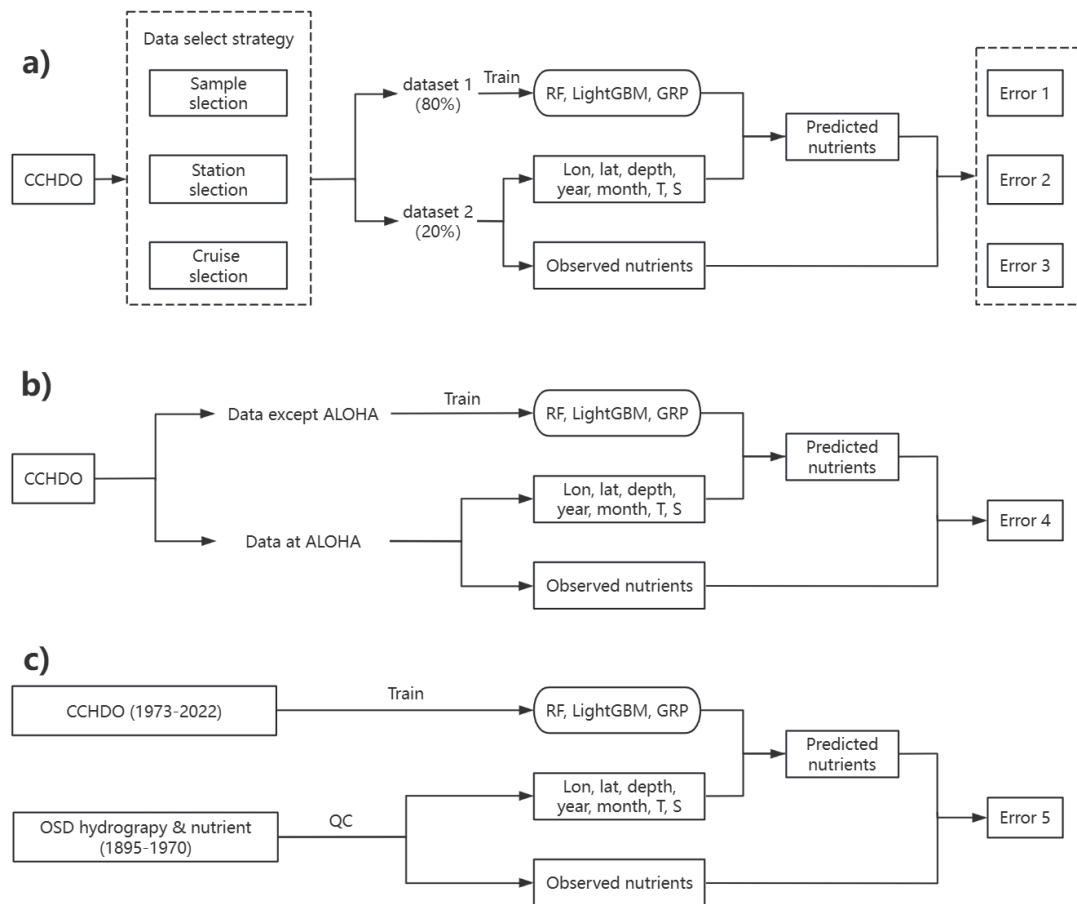 a)
Data select strategy
Sample
slection
Station
slection
Cruise
slection
CCHDO
dataset 1
(80%)
Train
RF, LightGBM, GRP
dataset 2
(20%)
Lon, lat, depth,
year, month, T, S
Observed nutrients
Predicted
nutrients
Error 1
Error 2
Error 3
b)
CCHDO
Data except ALOHA
Train
RF, LightGBM, GRP
Data at ALOHA
Lon, lat, depth,
year, month, T, S
Observed nutrients
Predicted
nutrients
Error 4
c)
CCHDO (1973-2022)
Train
RF, LightGBM, GRP
OSD hydrograpy & nutrient
(1895-1970)
QC
Lon, lat, depth,
year, month, T, S
Observed nutrients
Predicted
nutrients
Error 5